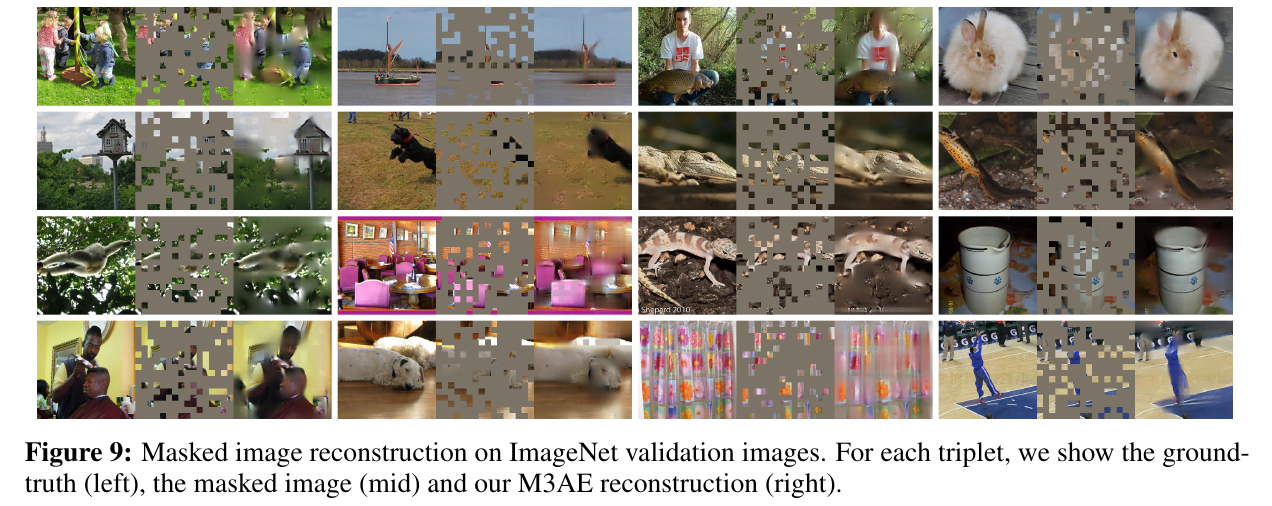 Shepard 2010
G G G
Figure 9: Masked image reconstruction on ImageNet validation images. For each triplet, we show the ground-
truth (left), the masked image (mid) and our M3AE reconstruction (right).